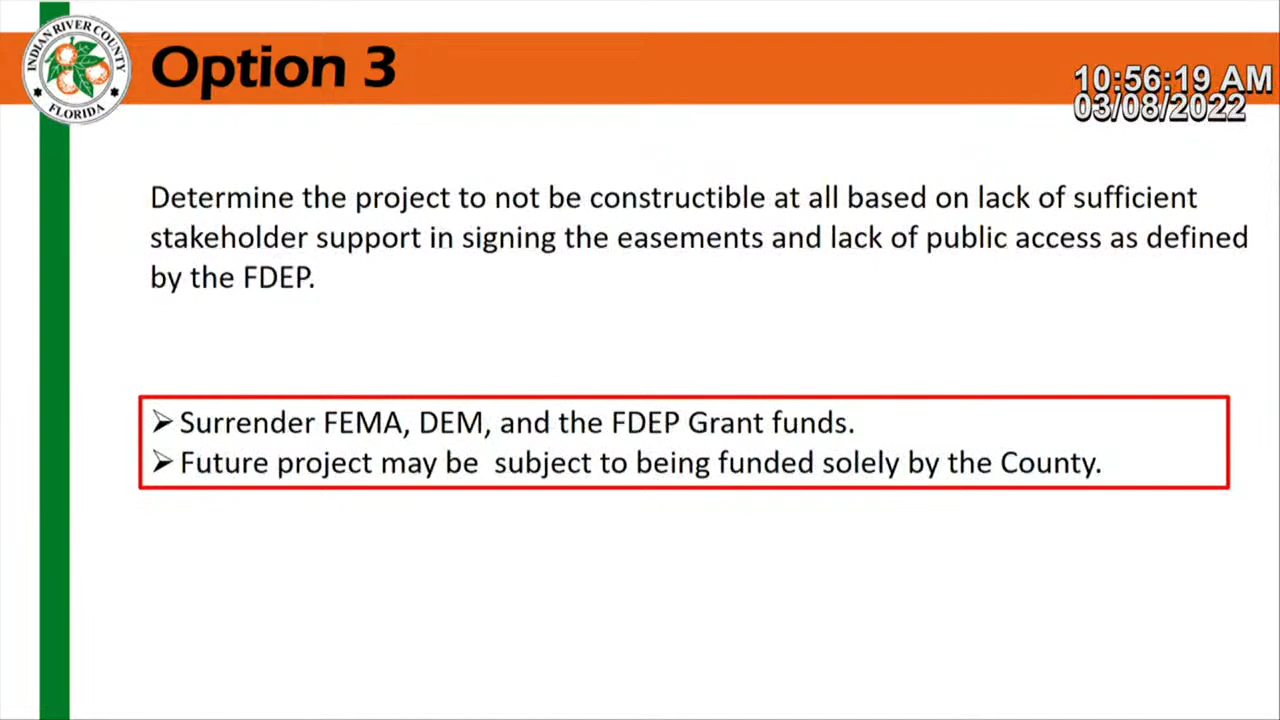 INDIAN RIVER COUNTY
FLORIDA
Option 3
10:56:19 AM
03/08/2022
Determine the project to not be constructible at all based on lack of sufficient
stakeholder support in signing the easements and lack of public access as defined
by the FDEP.
➢ Surrender FEMA, DEM, and the FDEP Grant funds.
➢ Future project may be  subject to being funded solely by the County.